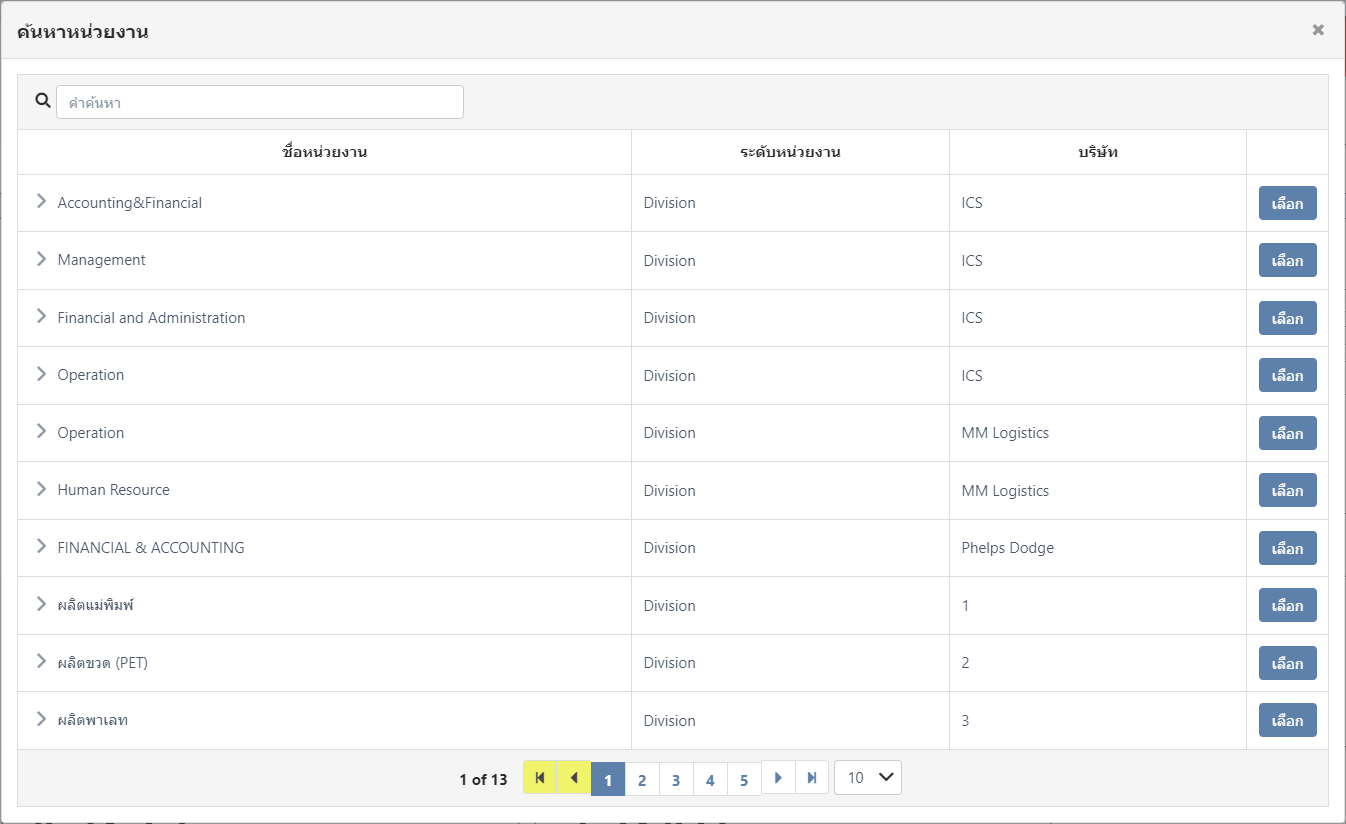 ค้นหาหน่วยงาน
คำค้นหา
ชื่อหน่วยงาน ระดับหน่วยงาน บริษัท
Accounting&Financial Division ICS เลือก
Management Division ICS เลือก
Financial and Administration Division ICS เลือก
Operation Division ICS เลือก
Operation Division MM Logistics เลือก
Human Resource Division MM Logistics เลือก
FINANCIAL & ACCOUNTING Division Phelps Dodge เลือก
ผลิตแม่พิมพ์ Division 1 เลือก
ผลิตขวด (PET) Division 2 เลือก
ผลิตพาเลท Division 3 เลือก
1 of 13 1 2 3 4 5 10